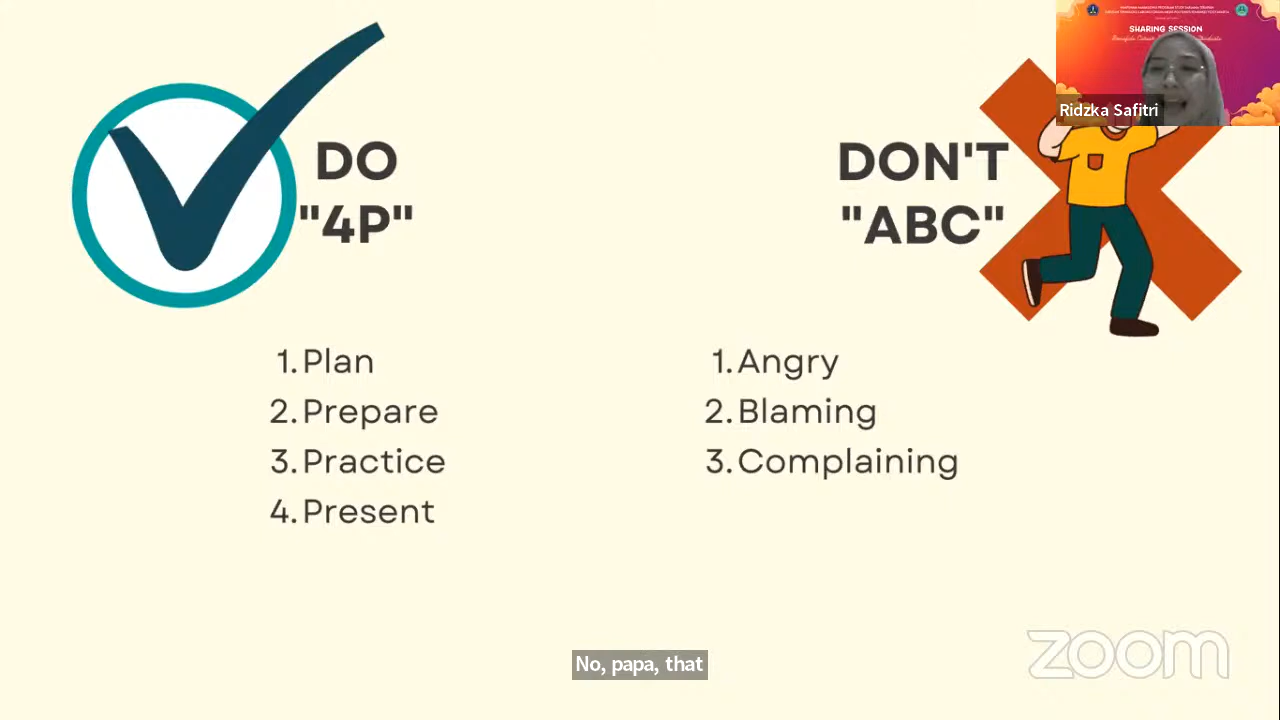 SHARING SESSION
Ridzka Safitri
DO
"4P"
DON'T
"ABC"
1. Plan
2. Prepare
3. Practice
4. Present
1. Angry
2. Blaming
3. Complaining
No, papa, that
zoom